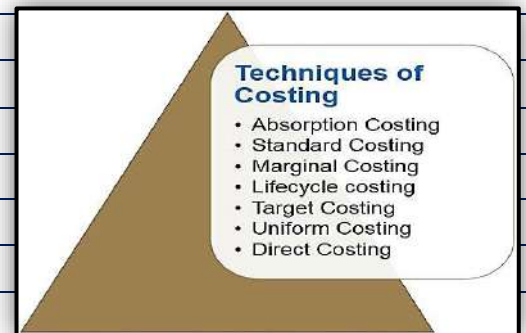 Techniques of
Costing
• Absorption Costing
• Standard Costing
• Marginal Costing
• Lifecycle costing
• Target Costing
• Uniform Costing
• Direct Costing